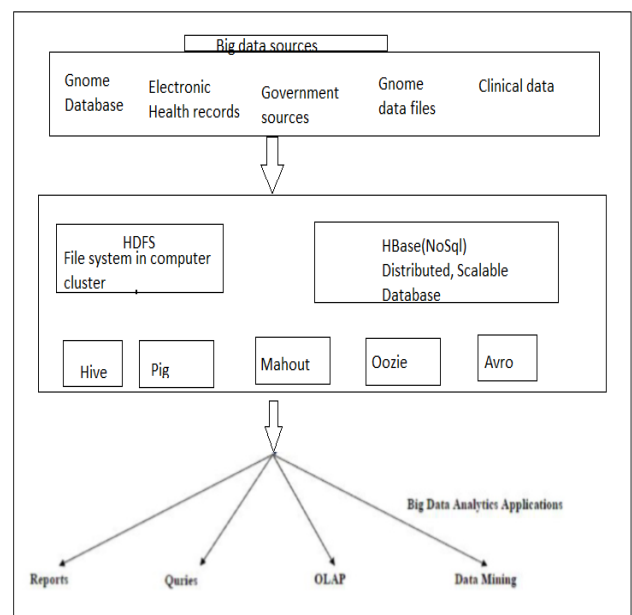 Big data sources
Gnome
Database
Electronic
Health records
Government
sources
Gnome
data files
Clinical data
HDFS
File system in computer
cluster
HBase(NoSql)
Distributed, Scalable
Database
Hive
Pig
Mahout
Oozie
Avro
Big Data Analytics Applications
Reports
Quries
OLAP
Data Mining